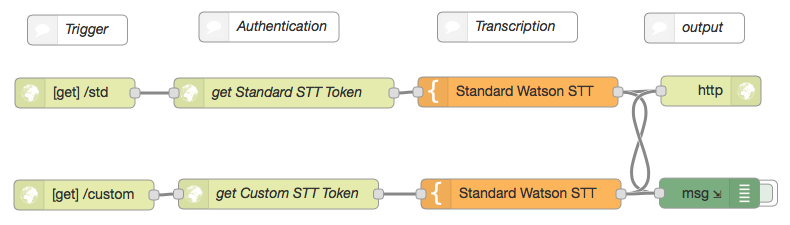 Trigger
Authentication
Transcription
output
[get] /std
get Standard STT Token
{
Standard Watson STT
http
[get] /custom
get Custom STT Token
{
Standard Watson STT
msg